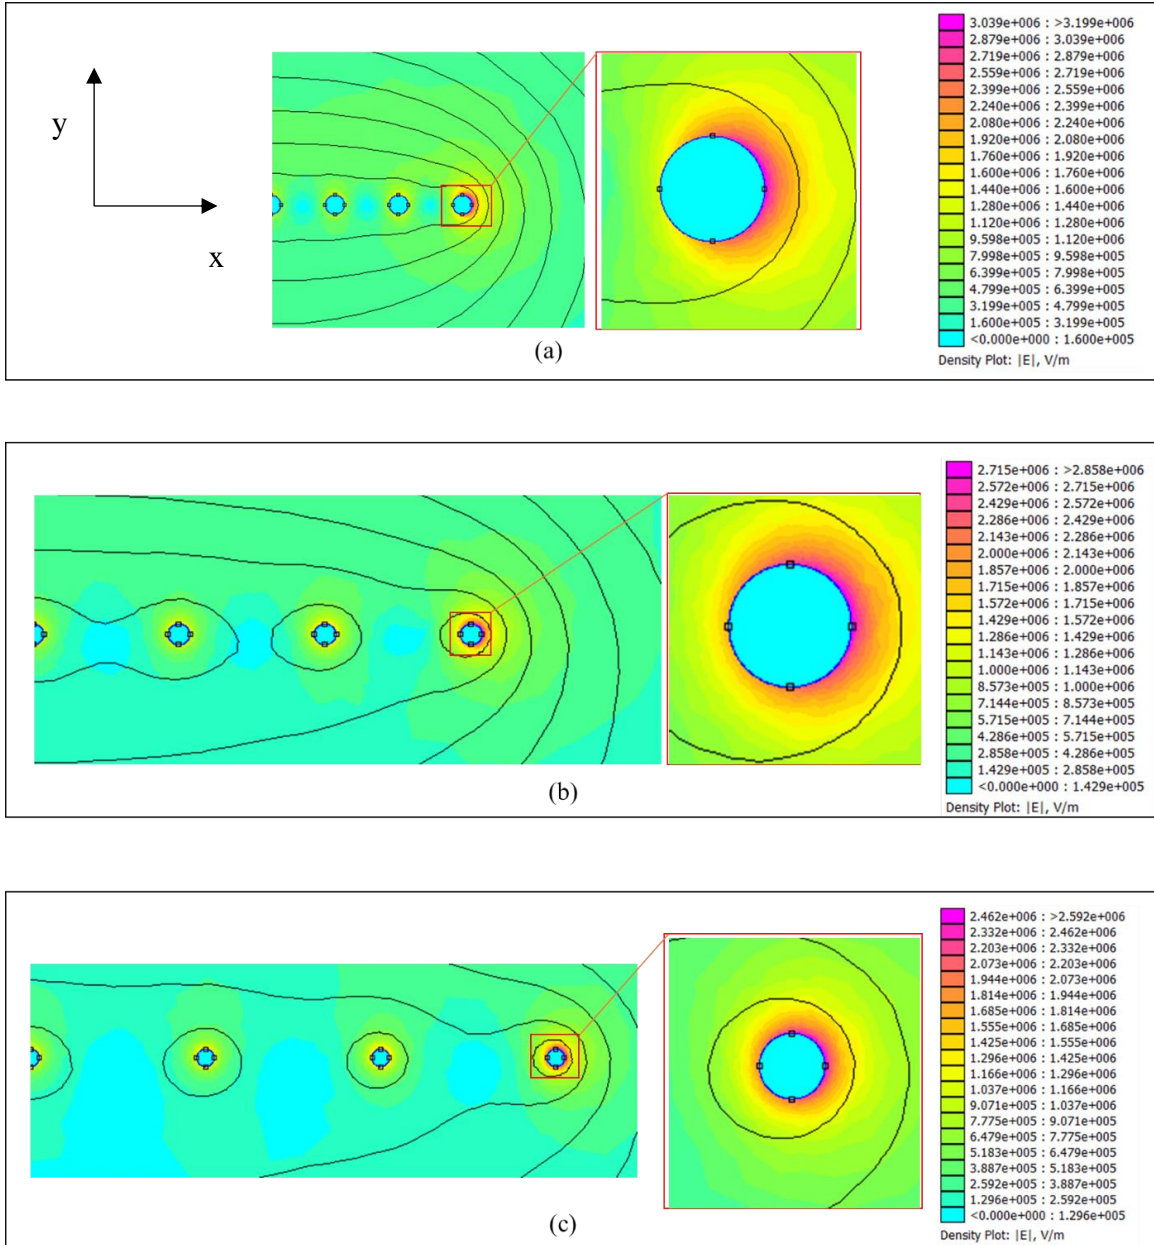 y
x
3.039e+006 : >3.199e+006
2.879e+006 : 3.039e+006
2.719e+006 : 2.879e+006
2.559e+006 : 2.719e+006
2.399e+006 : 2.559e+006
2.240e+006 : 2.399e+006
2.080e+006 : 2.240e+006
1.920e+006 : 2.080e+006
1.760e+006 : 1.920e+006
1.600e+006 : 1.760e+006
1.440e+006 : 1.600e+006
1.280e+006 : 1.440e+006
1.120e+006 : 1.280e+006
9.598e+005 : 1.120e+006
7.998e+005 : 9.598e+005
6.399e+005 : 7.998e+005
4.799e+005 : 6.399e+005
3.199e+005 : 4.799e+005
1.600e+005 : 3.199e+005
<0.000e+000 : 1.600e+005
Density Plot: |E|, V/m
(a)
2.715e+006 : >2.858e+006
2.572e+006 : 2.715e+006
2.429e+006 : 2.572e+006
2.286e+006 : 2.429e+006
2.143e+006 : 2.286e+006
2.000e+006 : 2.143e+006
1.857e+006 : 2.000e+006
1.715e+006 : 1.857e+006
1.572e+006 : 1.715e+006
1.429e+006 : 1.572e+006
1.286e+006 : 1.429e+006
1.143e+006 : 1.286e+006
1.000e+006 : 1.143e+006
8.573e+005 : 1.000e+006
7.144e+005 : 8.573e+005
5.715e+005 : 7.144e+005
4.286e+005 : 5.715e+005
2.858e+005 : 4.286e+005
1.429e+005 : 2.858e+005
<0.000e+000 : 1.429e+005
Density Plot: |E|, V/m
(b)
2.462e+006 : >2.592e+006
2.332e+006 : 2.462e+006
2.203e+006 : 2.332e+006
2.073e+006 : 2.203e+006
1.944e+006 : 2.073e+006
1.814e+006 : 1.944e+006
1.685e+006 : 1.814e+006
1.555e+006 : 1.685e+006
1.425e+006 : 1.555e+006
1.296e+006 : 1.425e+006
1.166e+006 : 1.296e+006
1.037e+006 : 1.166e+006
9.071e+005 : 1.037e+006
7.775e+005 : 9.071e+005
6.479e+005 : 7.775e+005
5.183e+005 : 6.479e+005
3.887e+005 : 5.183e+005
2.592e+005 : 3.887e+005
1.296e+005 : 2.592e+005
<0.000e+000 : 1.296e+005
Density Plot: |E|, V/m
(c)